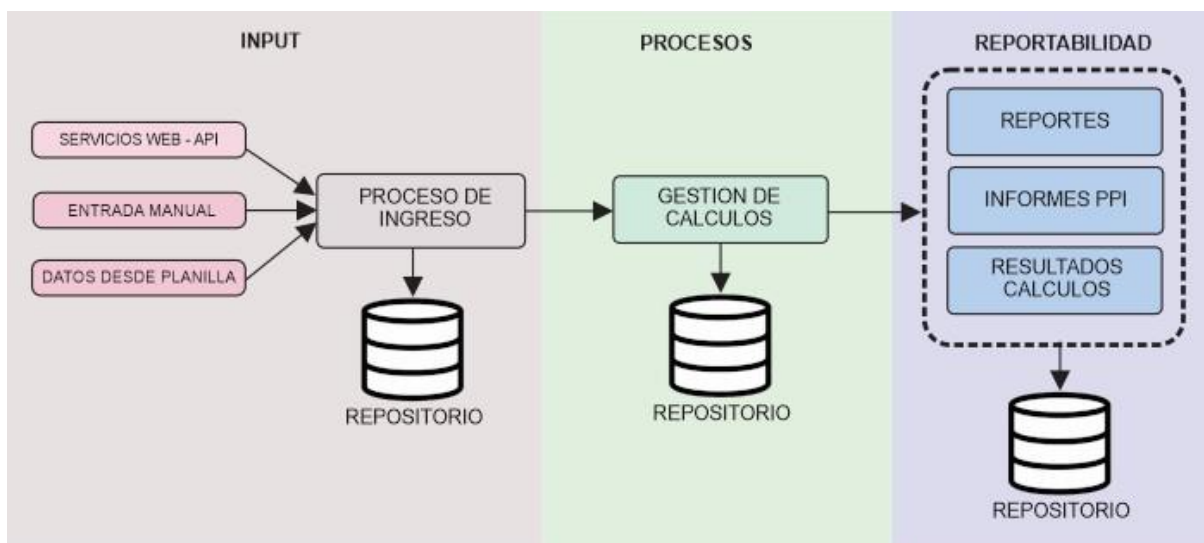 INPUT
PROCESOS
REPORTABILIDAD
SERVICIOS WEB - API
ENTRADA MANUAL
DATOS DESDE PLANILLA
PROCESO DE
INGRESO
REPOSITORIO
GESTION DE
CALCULOS
REPOSITORIO
REPORTES
INFORMES PPI
RESULTADOS
CALCULOS
REPOSITORIO